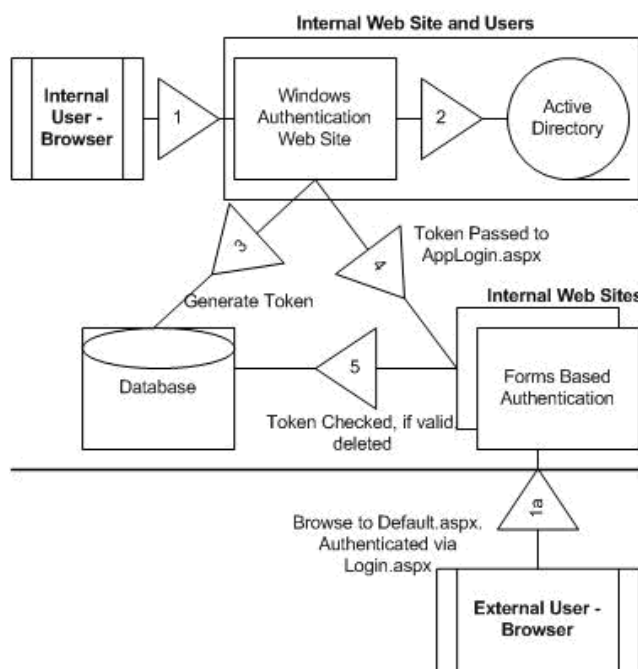 Internal Web Site and Users
Internal
User -
Browser
1
Windows
Authentication
Web Site
2
Active
Directory
3
4
Token Passed to
AppLogin.aspx
Generate Token
Internal Web Sites
Database
5
Forms Based
Authentication
Token Checked, if valid,
deleted
1a
Browse to Default.aspx.
Authenticated via
Login.aspx
External User -
Browser